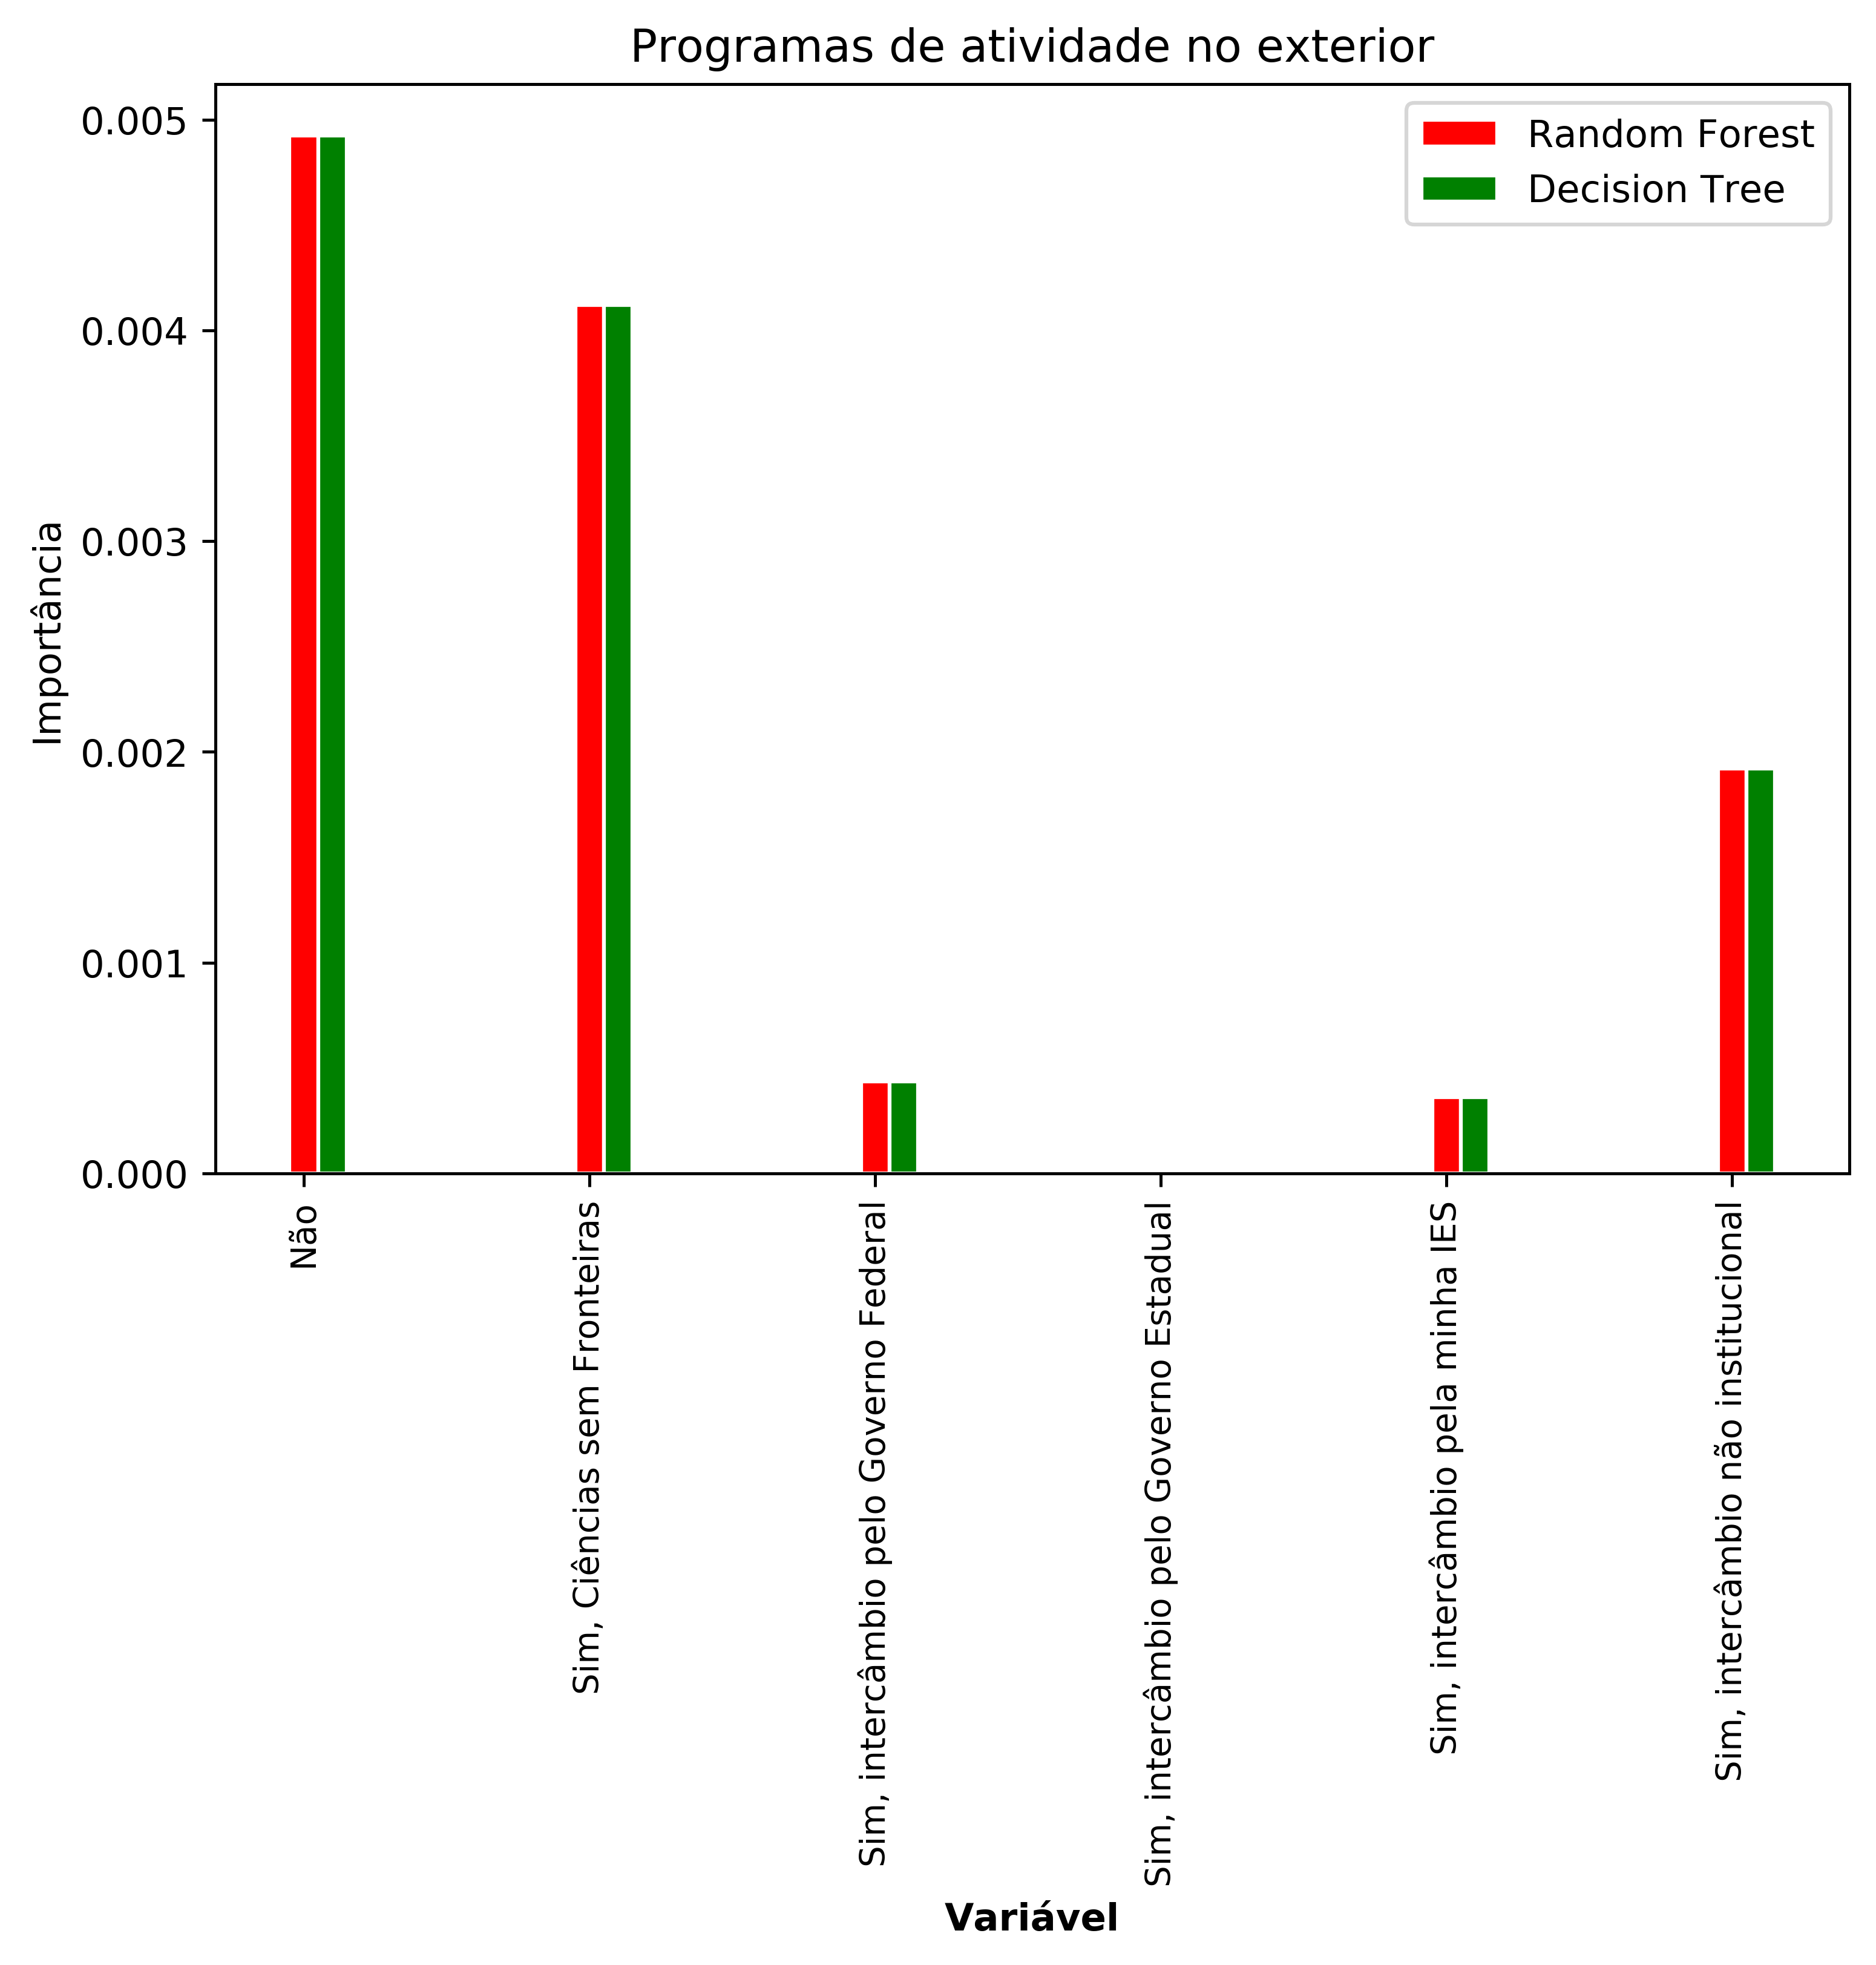 Programas de atividade no exterior
Random Forest
Decision Tree
Importância
0.005
0.004
0.003
0.002
0.001
0.000
Não
Sim, Ciências sem Fronteiras
Sim, intercâmbio pelo Governo Federal
Sim, intercâmbio pelo Governo Estadual
Sim, intercâmbio pela minha IES
Sim, intercâmbio não institucional
Variável